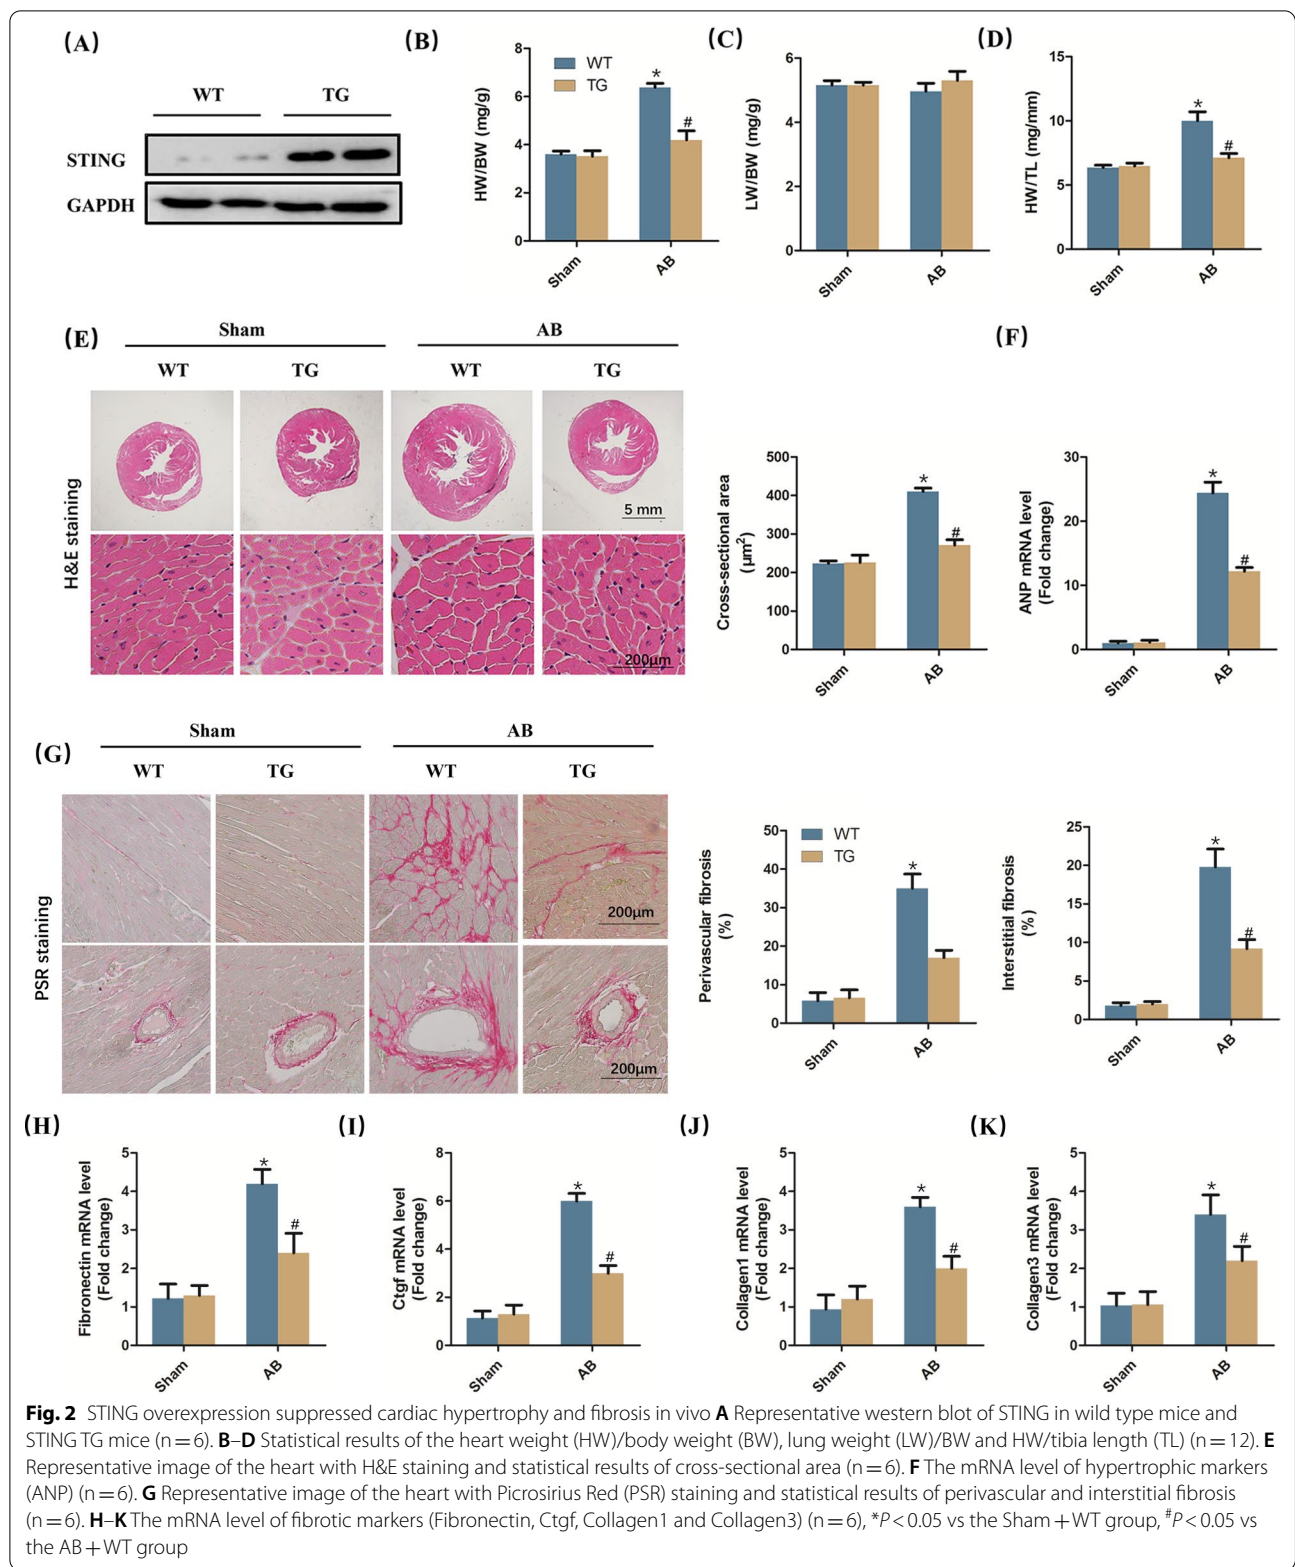 (A)
WT
TG
STING
GAPDH
(B)
HW/BW (mg/g)
8
6
4
2
0
WT
TG
*
#
Sham
AB
(C)
LW/BW (mg/g)
6
4
2
0
Sham
AB
(D)
HW/TL (mg/mm)
15
10
5
0
*
#
Sham
AB
(E)
Sham
AB
WT
TG
WT
TG
H&E staining
5 mm
200μm
Cross-sectional area
(μm²)
500
400
300
200
100
0
*
#
Sham
AB
(F)
ANP mRNA level
(Fold change)
30
20
10
0
*
#
Sham
AB
(G)
Sham
AB
WT
TG
WT
TG
PSR staining
200μm
200μm
Perivascular fibrosis
(%)
50
40
30
20
10
0
WT
TG
*
Sham
AB
Interstitial fibrosis
(%)
25
20
15
10
5
0
*
#
Sham
AB
(H)
Fibronectin mRNA level
(Fold change)
5
4
3
2
1
0
*
#
Sham
AB
(I)
Ctgf mRNA level
(Fold change)
8
6
4
2
0
*
#
Sham
AB
(J)
Collagen1 mRNA level
(Fold change)
5
4
3
2
1
0
*
#
Sham
AB
(K)
Collagen3 mRNA level
(Fold change)
5
4
3
2
1
0
*
#
Sham
AB
Fig. 2 STING overexpression suppressed cardiac hypertrophy and fibrosis in vivo A Representative western blot of STING in wild type mice and
STING TG mice (n = 6). B–D Statistical results of the heart weight (HW)/body weight (BW), lung weight (LW)/BW and HW/tibia length (TL) (n = 12). E
Representative image of the heart with H&E staining and statistical results of cross-sectional area (n = 6). F The mRNA level of hypertrophic markers
(ANP) (n = 6). G Representative image of the heart with Picrosirius Red (PSR) staining and statistical results of perivascular and interstitial fibrosis
(n = 6). H–K The mRNA level of fibrotic markers (Fibronectin, Ctgf, Collagen1 and Collagen3) (n = 6), *P < 0.05 vs the Sham + WT group, #P < 0.05 vs
the AB + WT group